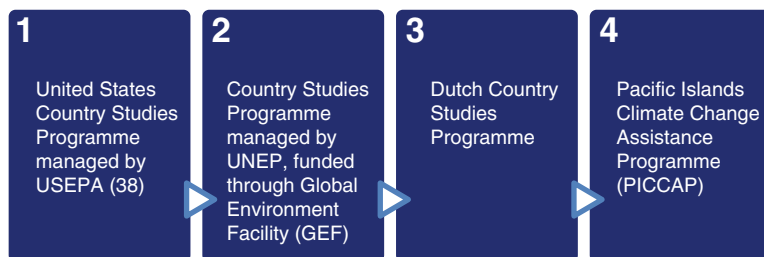 1
United States
Country Studies
Programme
managed by
USEPA (38)
2
Country Studies
Programme
managed by
UNEP, funded
through Global
Environment
Facility (GEF)
3
Dutch Country
Studies
Programme
4
Pacific Islands
Climate Change
Assistance
Programme
(PICCAP)